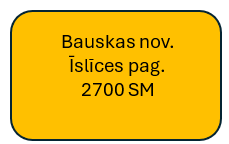 Bauskas nov.
Īslīces pag.
2700 SM